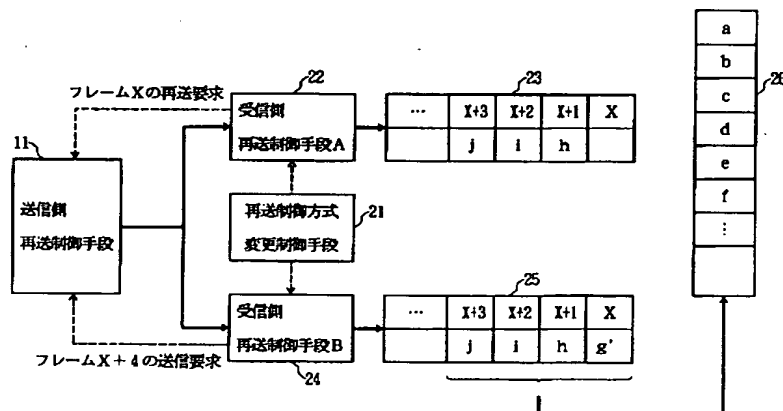 フレームXの再送要求
22
受信側
再送制御手段A
23
… X+3 X+2 X+1 X
j i h
11
送信側
再送制御手段
再送制御方式
変更制御手段
21
受信側
再送制御手段B
24
25
… X+3 X+2 X+1 X
j i h g'
フレームX+4の送信要求
a
b
c
d
e
f
⋮
26